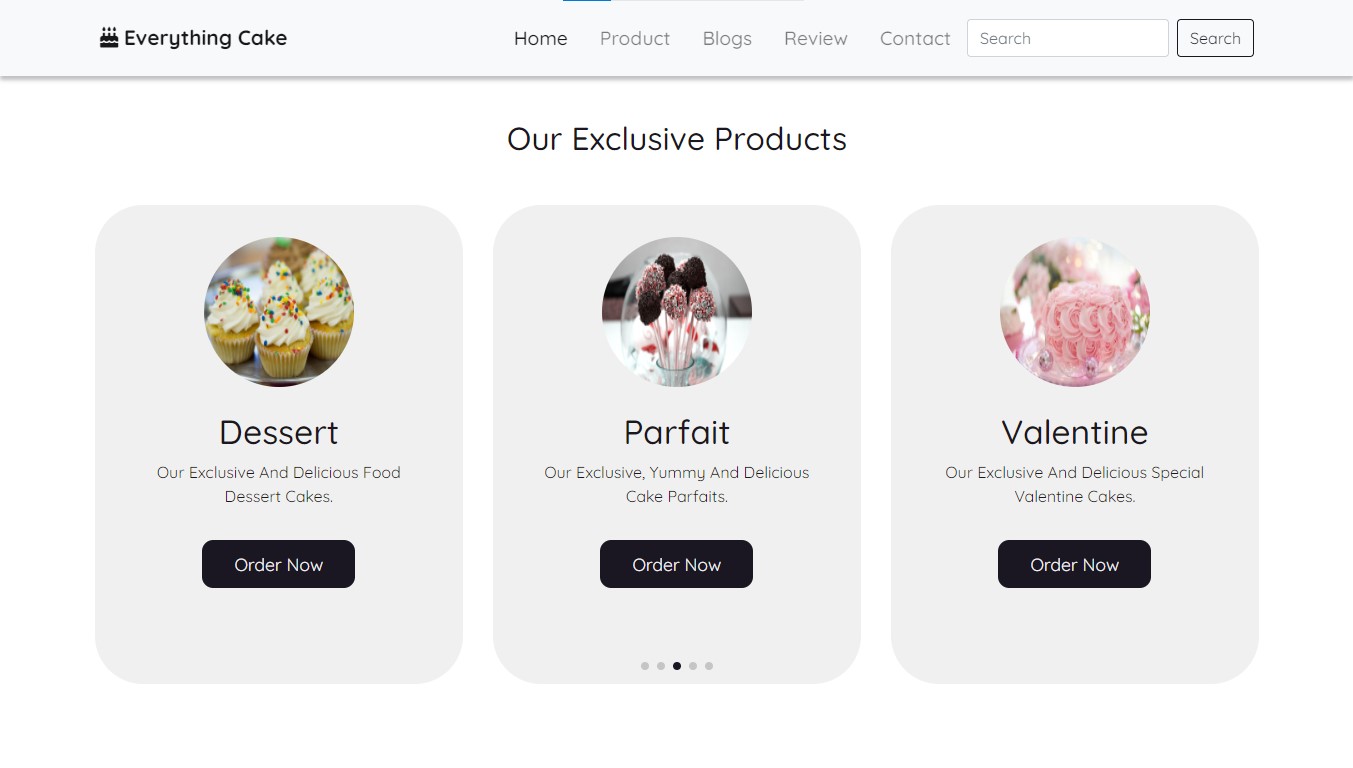 Everything Cake
Home Product Blogs Review Contact Search Search
Our Exclusive Products
Dessert
Our Exclusive And Delicious Food
Dessert Cakes.
Order Now
Parfait
Our Exclusive, Yummy And Delicious
Cake Parfaits.
Order Now
Valentine
Our Exclusive And Delicious Special
Valentine Cakes.
Order Now